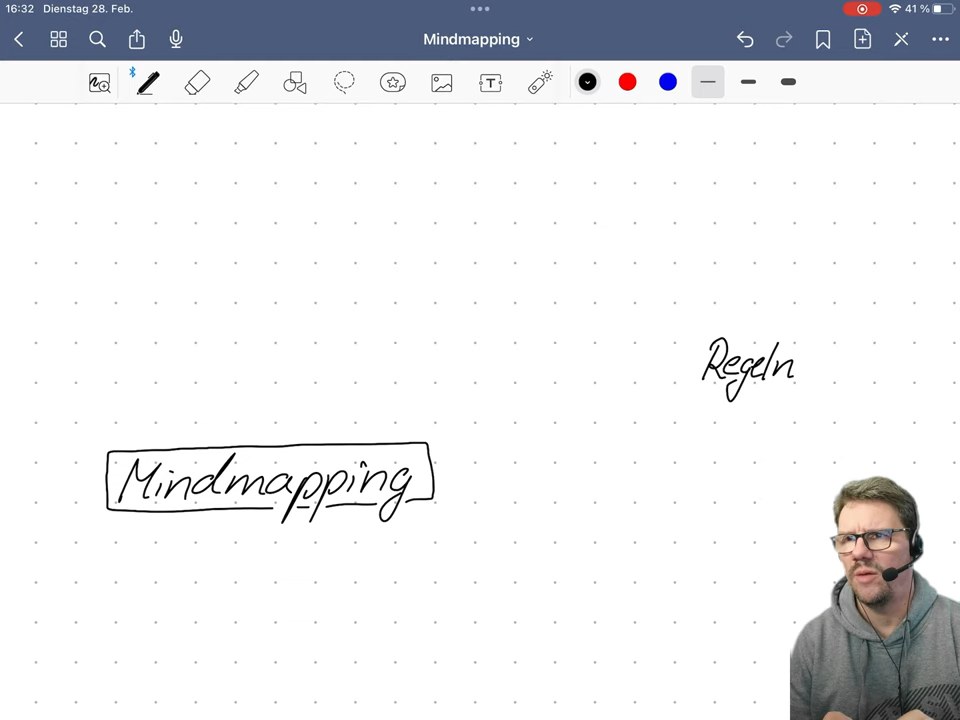 16:32 Dienstag 28. Feb. 41 %
Mindmapping
T
Regeln
Mindmapping